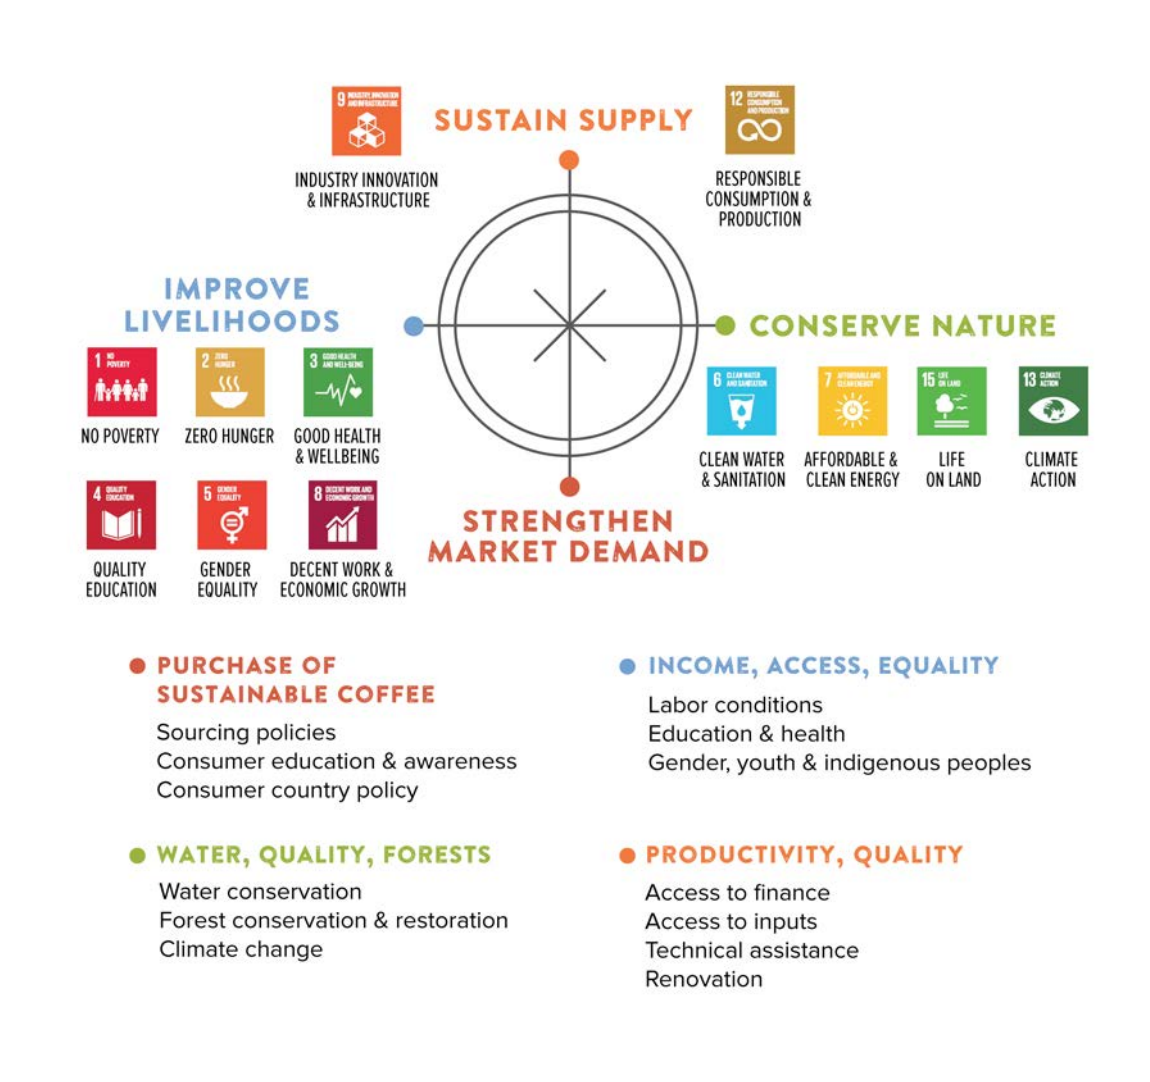 9 INDUSTRY, INNOVATION
AND INFRASTRUCTURE
SUSTAIN SUPPLY
12 RESPONSIBLE
CONSUMPTION
AND PRODUCTION
INDUSTRY INNOVATION
& INFRASTRUCTURE
RESPONSIBLE
CONSUMPTION &
PRODUCTION
IMPROVE
LIVELIHOODS
CONSERVE NATURE
1 NO
POVERTY
2 ZERO
HUNGER
3 GOOD HEALTH
AND WELL-BEING
NO POVERTY
ZERO HUNGER
GOOD HEALTH
& WELLBEING
4 QUALITY
EDUCATION
5 GENDER
EQUALITY
8 DECENT WORK AND
ECONOMIC GROWTH
QUALITY
EDUCATION
GENDER
EQUALITY
DECENT WORK &
ECONOMIC GROWTH
6 CLEAN WATER
AND SANITATION
7 AFFORDABLE AND
CLEAN ENERGY
15 LIFE
ON LAND
13 CLIMATE
ACTION
CLEAN WATER
& SANITATION
AFFORDABLE &
CLEAN ENERGY
LIFE
ON LAND
CLIMATE
ACTION
STRENGTHEN
MARKET DEMAND
PURCHASE OF
SUSTAINABLE COFFEE
Sourcing policies
Consumer education & awareness
Consumer country policy
INCOME, ACCESS, EQUALITY
Labor conditions
Education & health
Gender, youth & indigenous peoples
WATER, QUALITY, FORESTS
Water conservation
Forest conservation & restoration
Climate change
PRODUCTIVITY, QUALITY
Access to finance
Access to inputs
Technical assistance
Renovation